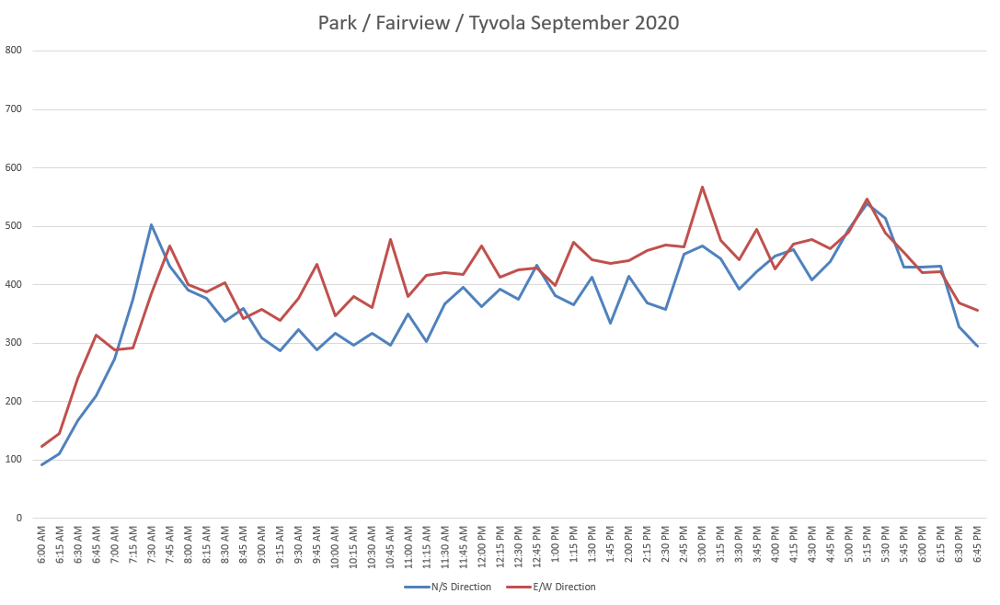 Park / Fairview / Tyvola September 2020
800
700
600
500
400
300
200
100
0
6:00 AM
6:15 AM
6:30 AM
6:45 AM
7:00 AM
7:15 AM
7:30 AM
7:45 AM
8:00 AM
8:15 AM
8:30 AM
8:45 AM
9:00 AM
9:15 AM
9:30 AM
9:45 AM
10:00 AM
10:15 AM
10:30 AM
10:45 AM
11:00 AM
11:15 AM
11:30 AM
11:45 AM
12:00 PM
12:15 PM
12:30 PM
12:45 PM
1:00 PM
1:15 PM
1:30 PM
1:45 PM
2:00 PM
2:15 PM
2:30 PM
2:45 PM
3:00 PM
3:15 PM
3:30 PM
3:45 PM
4:00 PM
4:15 PM
4:30 PM
4:45 PM
5:00 PM
5:15 PM
5:30 PM
5:45 PM
6:00 PM
6:15 PM
6:30 PM
6:45 PM
N/S Direction
E/W Direction